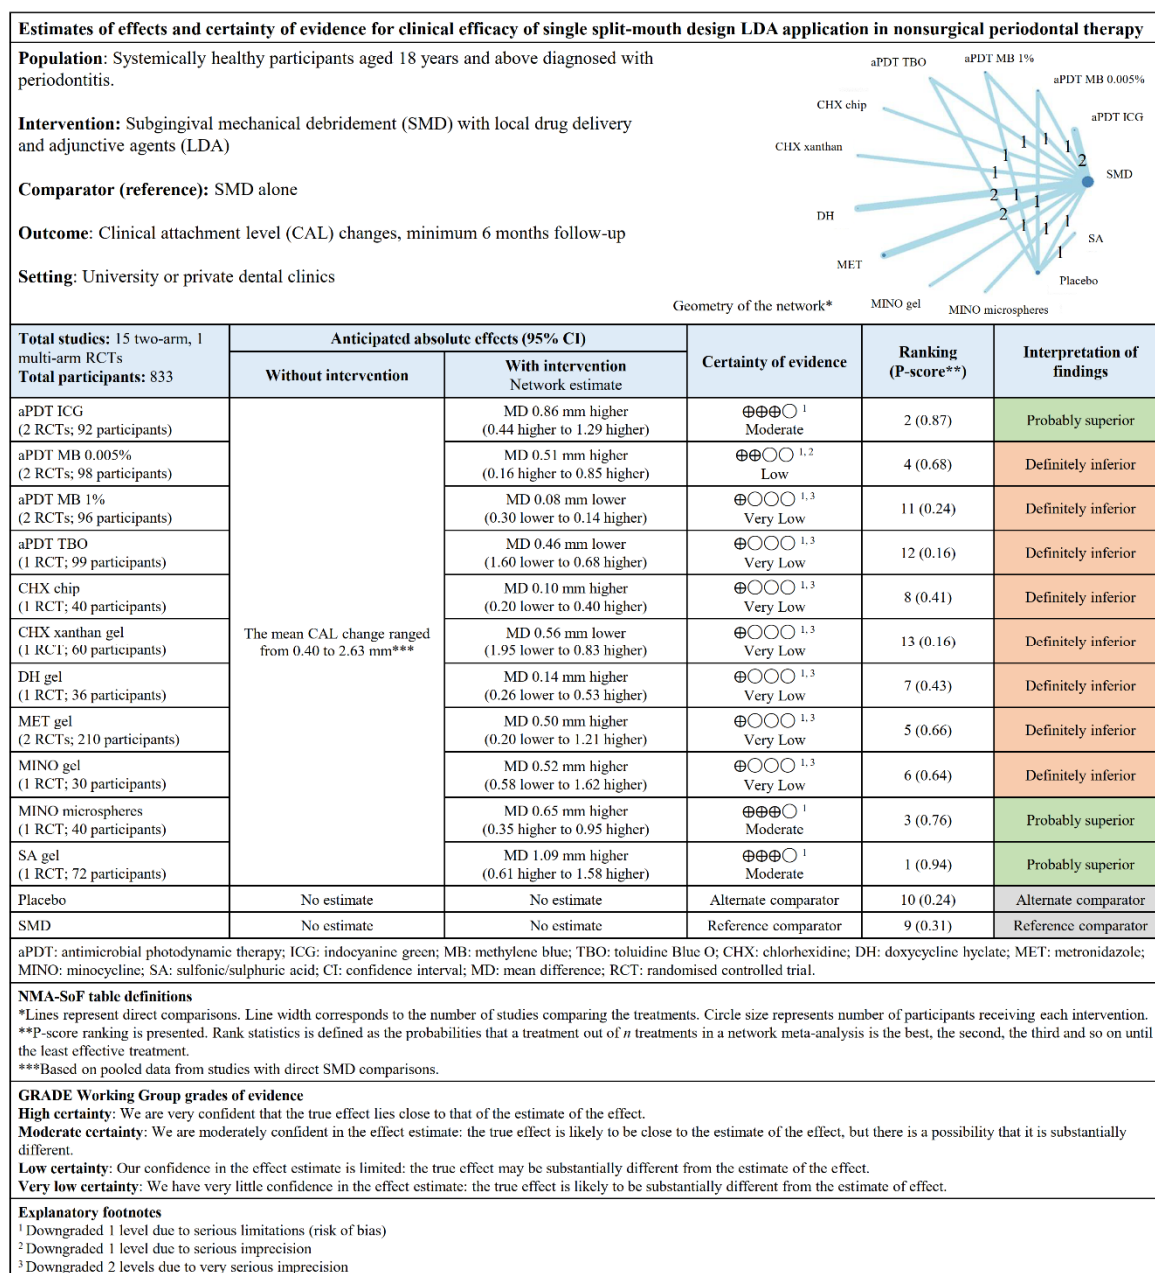 Estimates of effects and certainty of evidence for clinical efficacy of single split-mouth design LDA application in nonsurgical periodontal therapy
Population: Systemically healthy participants aged 18 years and above diagnosed with
periodontitis.
Intervention: Subgingival mechanical debridement (SMD) with local drug delivery
and adjunctive agents (LDA)
Comparator (reference): SMD alone
Outcome: Clinical attachment level (CAL) changes, minimum 6 months follow-up
Setting: University or private dental clinics
aPDT TBO
aPDT MB 1%
aPDT MB 0.005%
CHX chip
aPDT ICG
CHX xanthan
SMD
DH
SA
MET
Placebo
MINO gel
MINO microspheres
1
1
1
1
1
2
1
2
1
1
2
1
1
1
1
1
Geometry of the network*
Total studies: 15 two-arm, 1
multi-arm RCTs
Total participants: 833
Anticipated absolute effects (95% CI)
Without intervention
With intervention
Network estimate
Certainty of evidence
Ranking
(P-score**)
Interpretation of
findings
The mean CAL change ranged
from 0.40 to 2.63 mm***
aPDT ICG
(2 RCTs; 92 participants)
MD 0.86 mm higher
(0.44 higher to 1.29 higher)
⊕⊕⊕◯ 1
Moderate
2 (0.87)
Probably superior
aPDT MB 0.005%
(2 RCTs; 98 participants)
MD 0.51 mm higher
(0.16 higher to 0.85 higher)
⊕⊕◯◯ 1, 2
Low
4 (0.68)
Definitely inferior
aPDT MB 1%
(2 RCTs; 96 participants)
MD 0.08 mm lower
(0.30 lower to 0.14 higher)
⊕◯◯◯ 1, 3
Very Low
11 (0.24)
Definitely inferior
aPDT TBO
(1 RCT; 99 participants)
MD 0.46 mm lower
(1.60 lower to 0.68 higher)
⊕◯◯◯ 1, 3
Very Low
12 (0.16)
Definitely inferior
CHX chip
(1 RCT; 40 participants)
MD 0.10 mm higher
(0.20 lower to 0.40 higher)
⊕◯◯◯ 1, 3
Very Low
8 (0.41)
Definitely inferior
CHX xanthan gel
(1 RCT; 60 participants)
MD 0.56 mm lower
(1.95 lower to 0.83 higher)
⊕◯◯◯ 1, 3
Very Low
13 (0.16)
Definitely inferior
DH gel
(1 RCT; 36 participants)
MD 0.14 mm higher
(0.26 lower to 0.53 higher)
⊕◯◯◯ 1, 3
Very Low
7 (0.43)
Definitely inferior
MET gel
(2 RCTs; 210 participants)
MD 0.50 mm higher
(0.20 lower to 1.21 higher)
⊕◯◯◯ 1, 3
Very Low
5 (0.66)
Definitely inferior
MINO gel
(1 RCT; 30 participants)
MD 0.52 mm higher
(0.58 lower to 1.62 higher)
⊕◯◯◯ 1, 3
Very Low
6 (0.64)
Definitely inferior
MINO microspheres
(1 RCT; 40 participants)
MD 0.65 mm higher
(0.35 higher to 0.95 higher)
⊕⊕⊕◯ 1
Moderate
3 (0.76)
Probably superior
SA gel
(1 RCT; 72 participants)
MD 1.09 mm higher
(0.61 higher to 1.58 higher)
⊕⊕⊕◯ 1
Moderate
1 (0.94)
Probably superior
Placebo
No estimate
No estimate
Alternate comparator
10 (0.24)
Alternate comparator
SMD
No estimate
No estimate
Reference comparator
9 (0.31)
Reference comparator
aPDT: antimicrobial photodynamic therapy; ICG: indocyanine green; MB: methylene blue; TBO: toluidine Blue O; CHX: chlorhexidine; DH: doxycycline hyclate; MET: metronidazole;
MINO: minocycline; SA: sulfonic/sulphuric acid; CI: confidence interval; MD: mean difference; RCT: randomised controlled trial.
NMA-SoF table definitions
*Lines represent direct comparisons. Line width corresponds to the number of studies comparing the treatments. Circle size represents number of participants receiving each intervention.
**P-score ranking is presented. Rank statistics is defined as the probabilities that a treatment out of n treatments in a network meta-analysis is the best, the second, the third and so on until
the least effective treatment.
***Based on pooled data from studies with direct SMD comparisons.
GRADE Working Group grades of evidence
High certainty: We are very confident that the true effect lies close to that of the estimate of the effect.
Moderate certainty: We are moderately confident in the effect estimate: the true effect is likely to be close to the estimate of the effect, but there is a possibility that it is substantially
different.
Low certainty: Our confidence in the effect estimate is limited: the true effect may be substantially different from the estimate of the effect.
Very low certainty: We have very little confidence in the effect estimate: the true effect is likely to be substantially different from the estimate of effect.
Explanatory footnotes
1 Downgraded 1 level due to serious limitations (risk of bias)
2 Downgraded 1 level due to serious imprecision
3 Downgraded 2 levels due to very serious imprecision